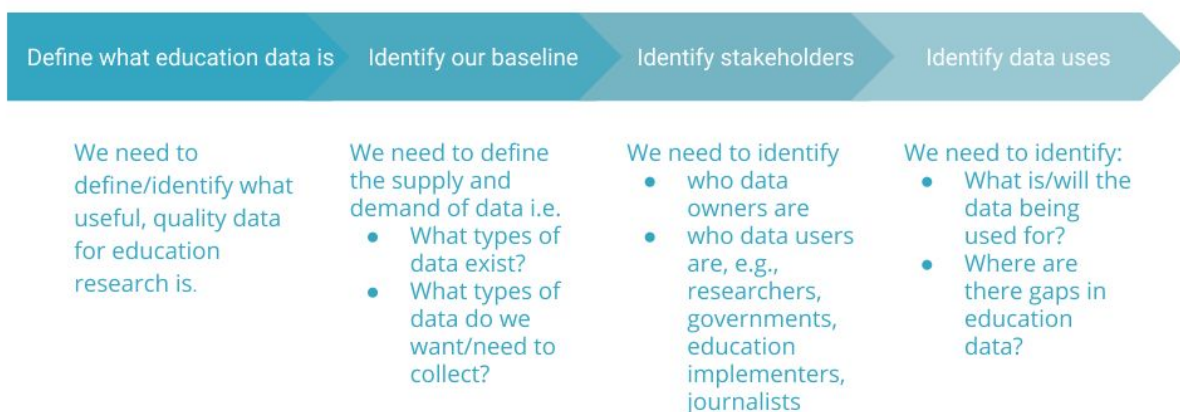 Define what education data is
Identify our baseline
Identify stakeholders
Identify data uses
We need to
define/identify what
useful, quality data
for education
research is.
We need to define
the supply and
demand of data i.e.
● What types of
data exist?
● What types of
data do we
want/need to
collect?
We need to identify
● who data
owners are
● who data users
are, e.g.,
researchers,
governments,
education
implementers,
journalists
We need to identify:
● What is/will the
data being
used for?
● Where are
there gaps in
education
data?